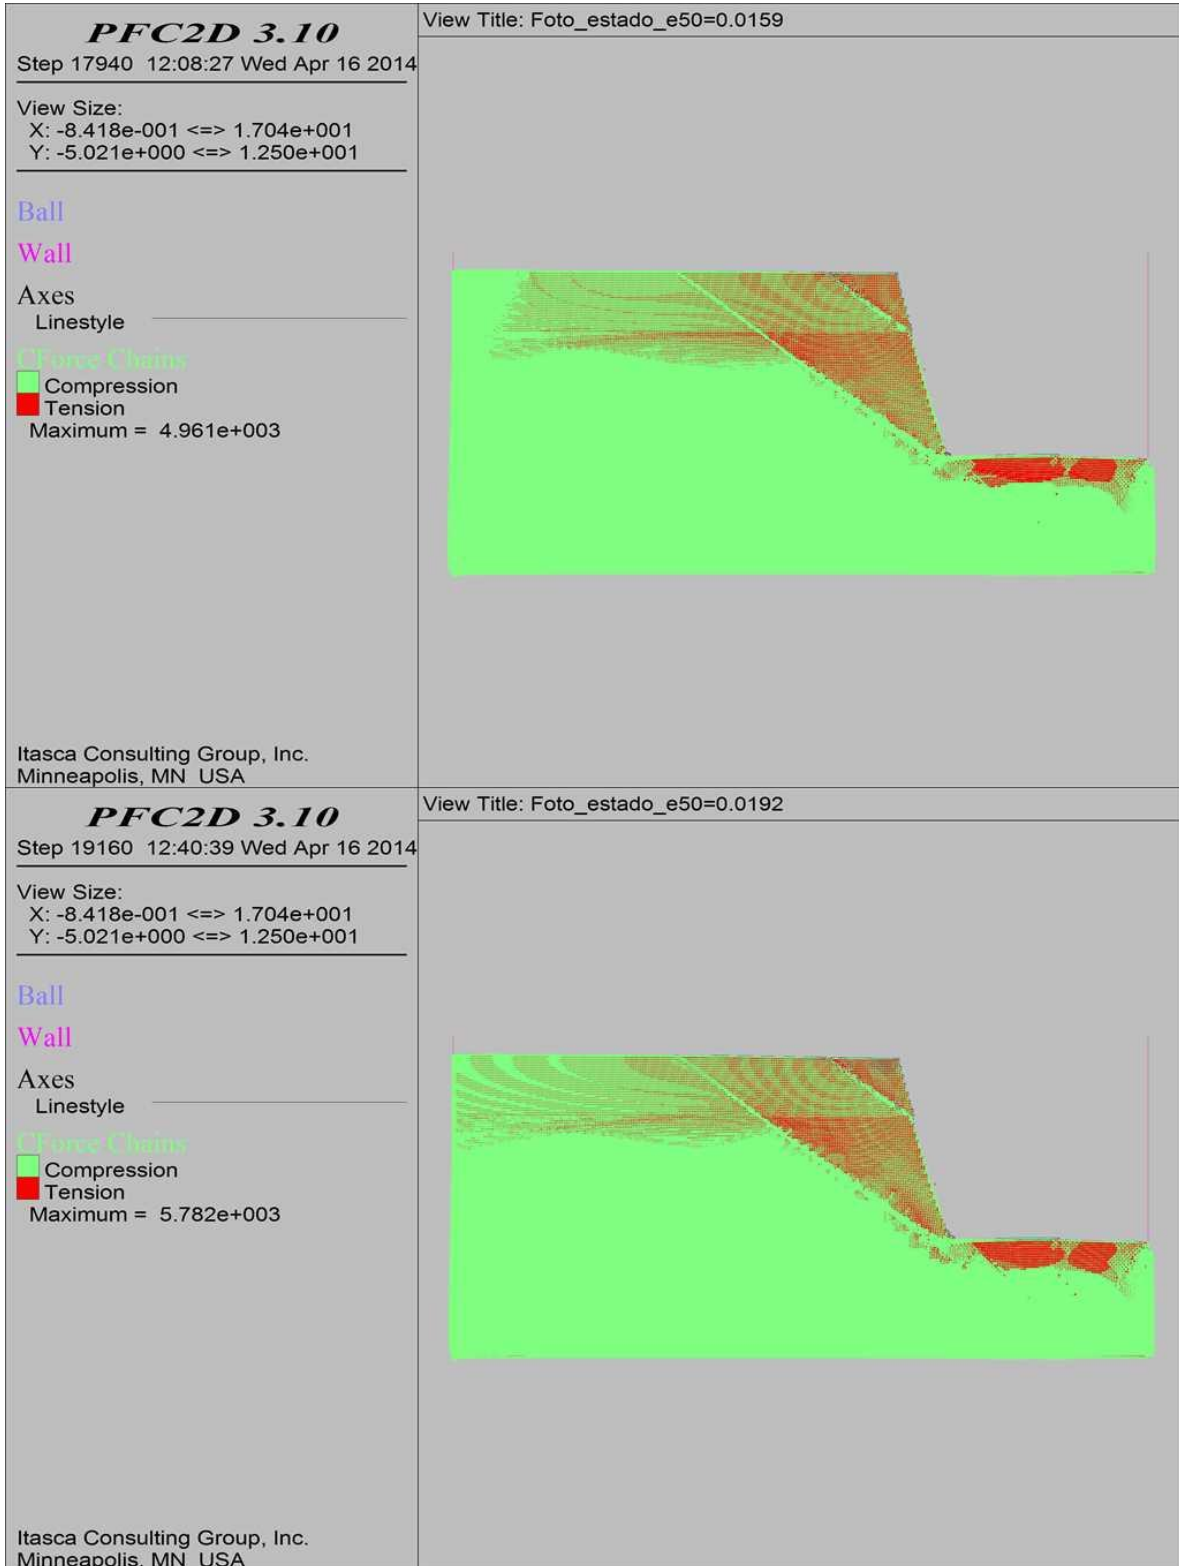 PFC2D 3.10
Step 17940 12:08:27 Wed Apr 16 2014
View Size:
X: -8.418e-001 <=> 1.704e+001
Y: -5.021e+000 <=> 1.250e+001
Ball
Wall
Axes
Linestyle
CForce Chains
Compression
Tension
Maximum = 4.961e+003
Itasca Consulting Group, Inc.
Minneapolis, MN USA
View Title: Foto_estado_e50=0.0159
PFC2D 3.10
Step 19160 12:40:39 Wed Apr 16 2014
View Size:
X: -8.418e-001 <=> 1.704e+001
Y: -5.021e+000 <=> 1.250e+001
Ball
Wall
Axes
Linestyle
CForce Chains
Compression
Tension
Maximum = 5.782e+003
Itasca Consulting Group, Inc.
Minneapolis, MN USA
View Title: Foto_estado_e50=0.0192